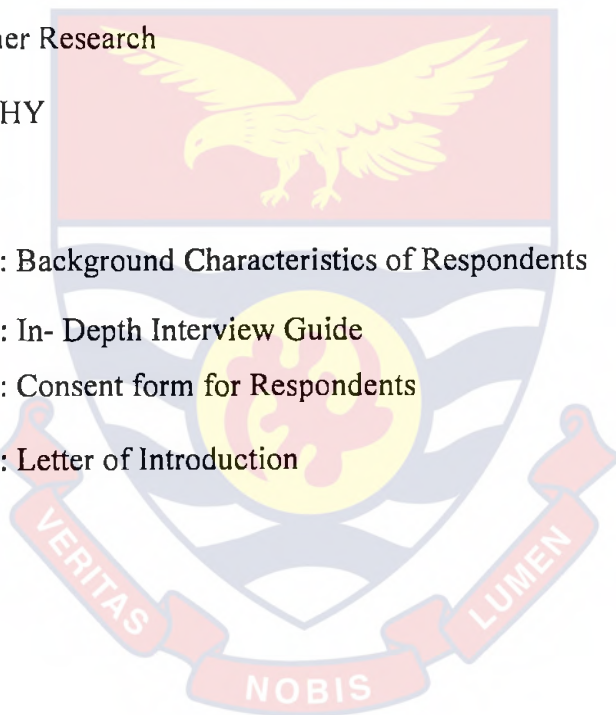 ner Research
HY
: Background Characteristics of Respondents
: In- Depth Interview Guide
: Consent form for Respondents
: Letter of Introduction
VERITAS
NOBIS
LUMEN